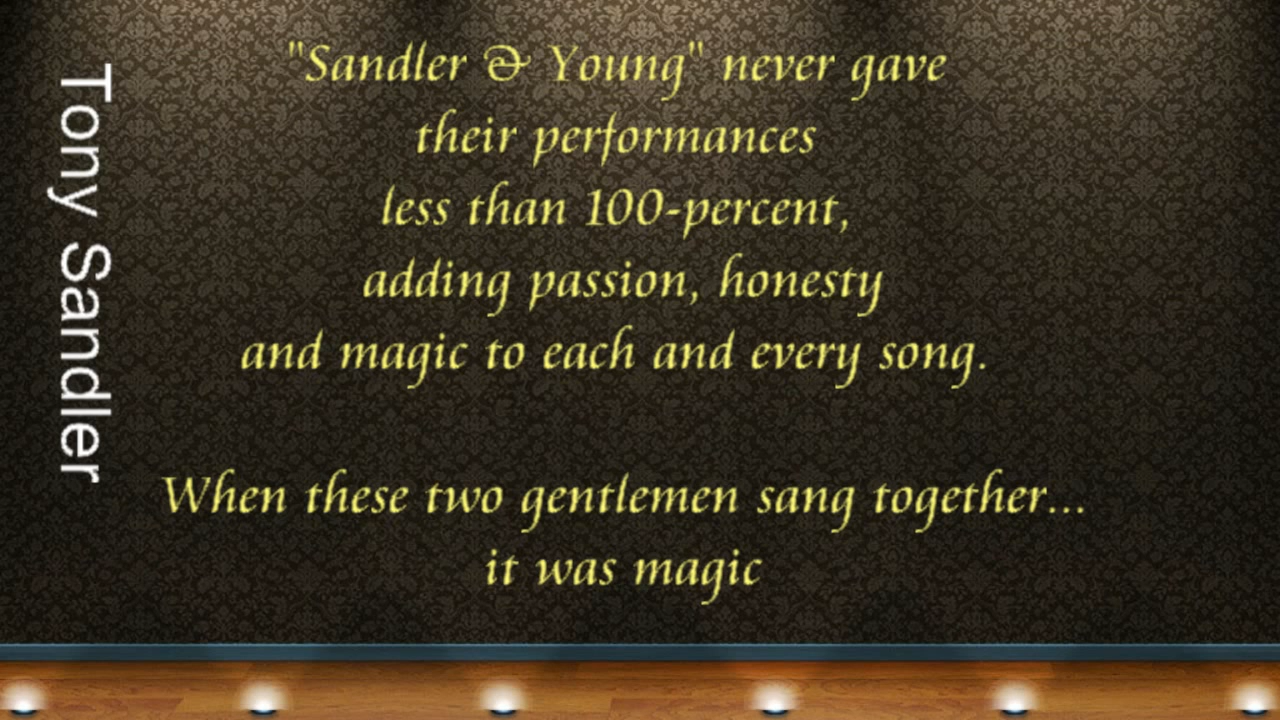 Tony Sandler
"Sandler & Young" never gave
their performances
less than 100-percent,
adding passion, honesty
and magic to each and every song.
When these two gentlemen sang together...
it was magic